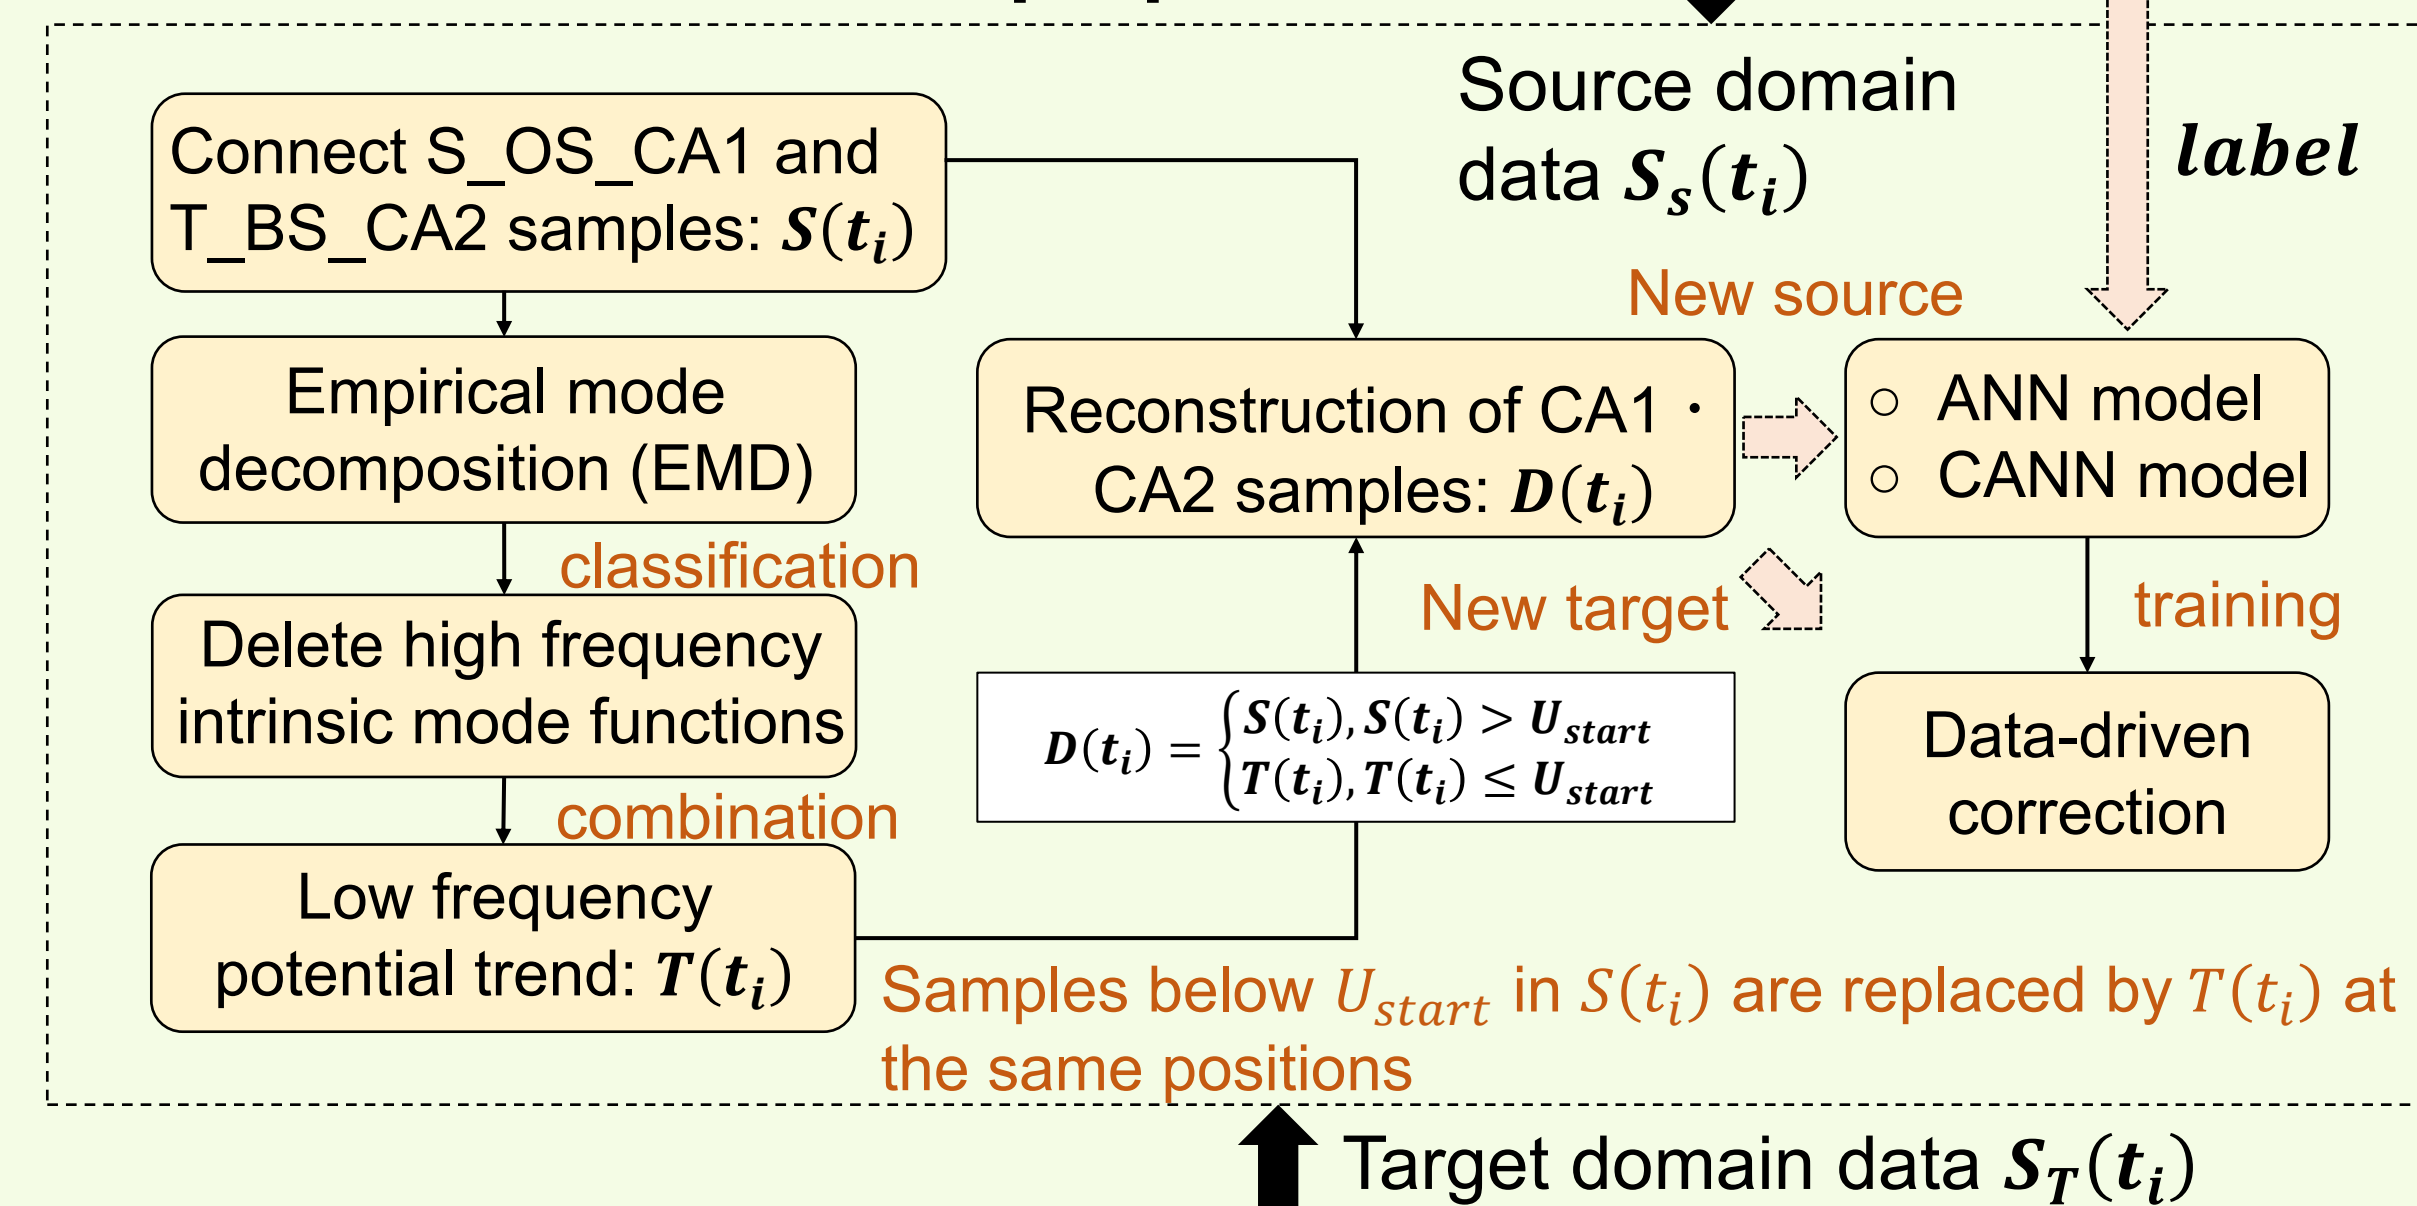 Source domain
data S_s(t_i)
label
Connect S_OS_CA1 and
T_BS_CA2 samples: S(t_i)
New source
Empirical mode
decomposition (EMD)
Reconstruction of CA1 ·
CA2 samples: D(t_i)
○ ANN model
○ CANN model
classification
New target
training
Delete high frequency
intrinsic mode functions
D(t_i) = { S(t_i), S(t_i) > U_start
T(t_i), T(t_i) ≤ U_start
Data-driven
correction
combination
Low frequency
potential trend: T(t_i)
Samples below U_start in S(t_i) are replaced by T(t_i) at
the same positions
Target domain data S_T(t_i)